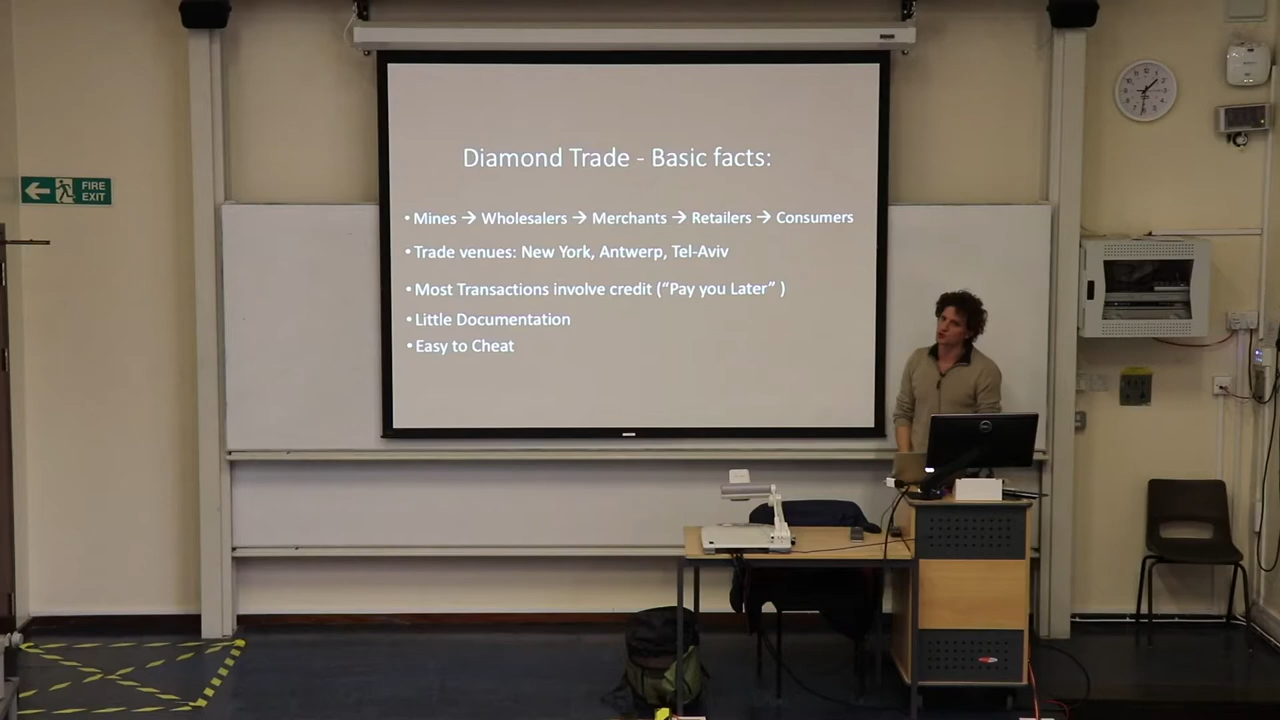 Diamond Trade - Basic facts:
• Mines → Wholesalers → Merchants → Retailers → Consumers
• Trade venues: New York, Antwerp, Tel-Aviv
• Most Transactions involve credit (“Pay you Later” )
• Little Documentation
• Easy to Cheat
FIRE
EXIT
DELL